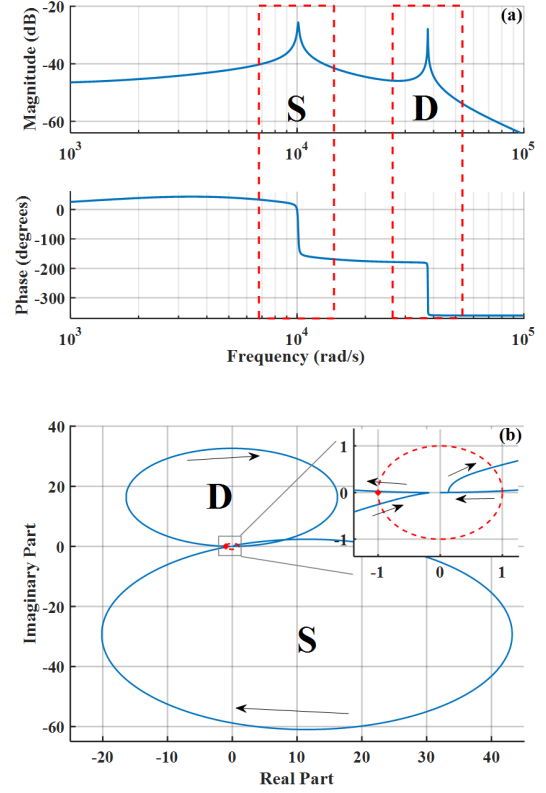 (a)
Magnitude (dB)
-20
-40
-60
S
D
10^3
10^4
10^5
Phase (degrees)
0
-100
-200
-300
10^3
10^4
10^5
Frequency (rad/s)
(b)
Imaginary Part
40
20
0
-20
-40
-60
D
S
1
0
-1
-1
0
1
-20
-10
0
10
20
30
40
Real Part